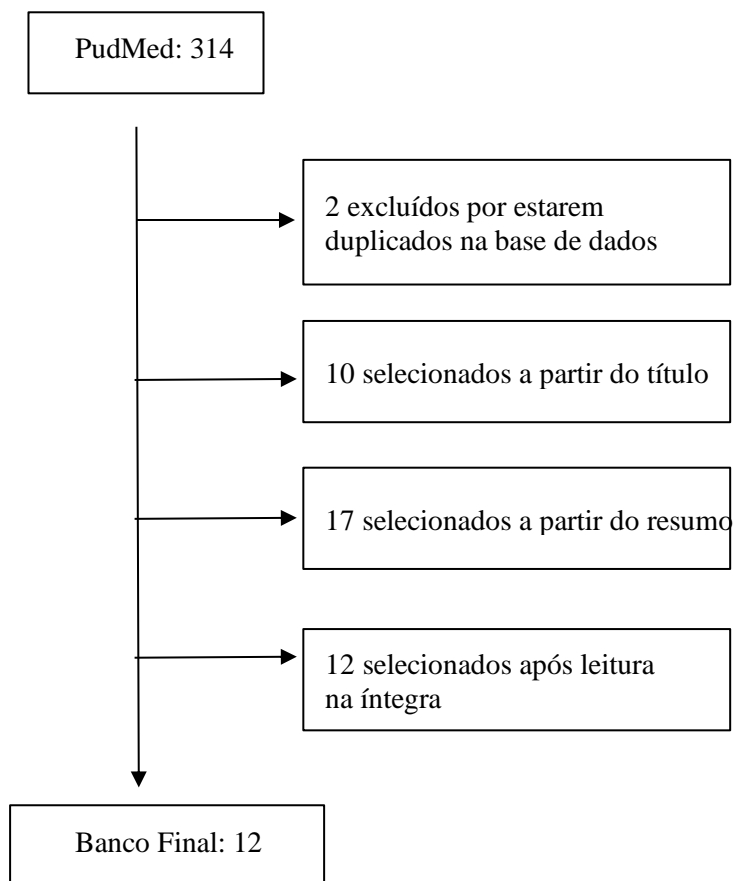 PudMed: 314
2 excluídos por estarem
duplicados na base de dados
10 selecionados a partir do título
17 selecionados a partir do resumo
12 selecionados após leitura
na íntegra
Banco Final: 12